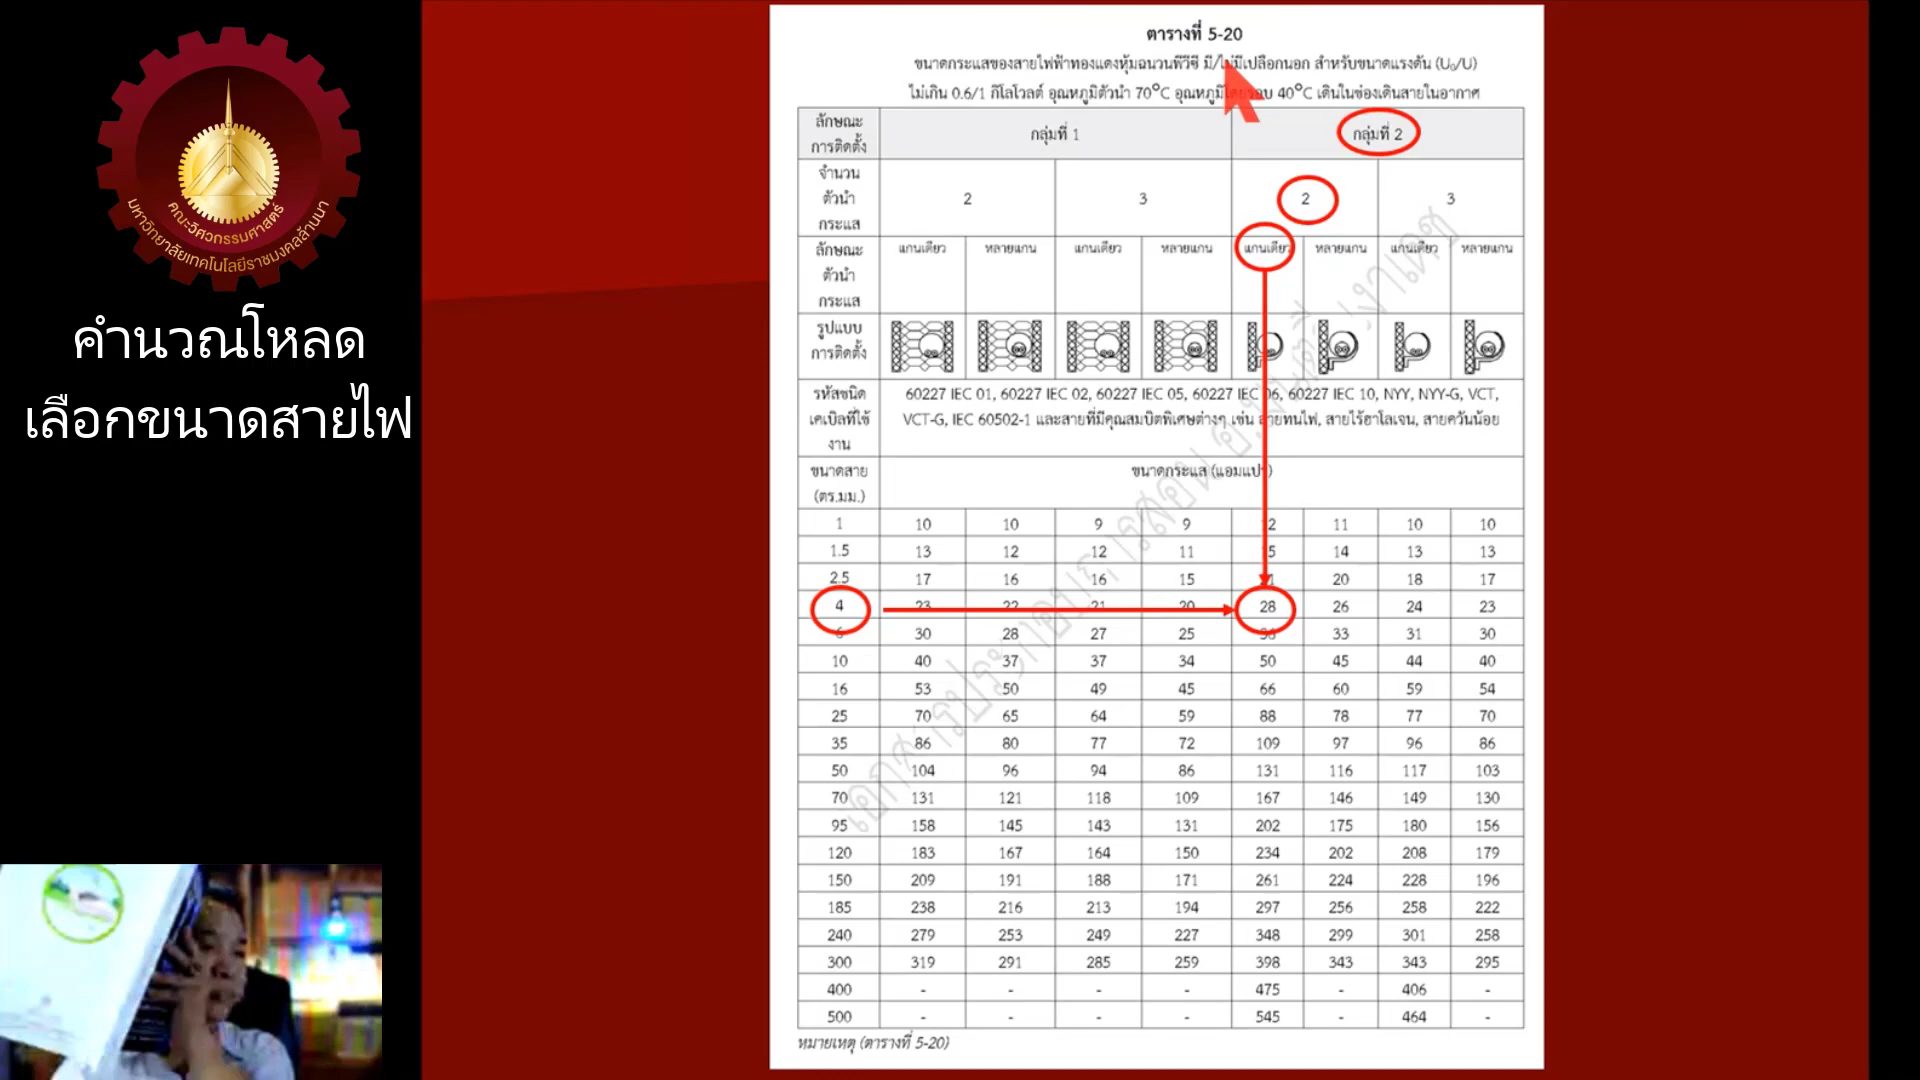 คณะวิศวกรรมศาสตร์
มหาวิทยาลัยเทคโนโลยีราชมงคลล้านนา
คำนวณโหลด
เลือกขนาดสายไฟ
ตารางที่ 5-20
ขนาดกระแสของสายไฟฟ้าทองแดงหุ้มฉนวนพีวีซี มี/ไม่มีเปลือกนอก สำหรับขนาดแรงดัน (U₀/U)
ไม่เกิน 0.6/1 กิโลโวลต์ อุณหภูมิตัวนำ 70°C อุณหภูมิโดยรอบ 40°C เดินในช่องเดินสายในอากาศ
ลักษณะการติดตั้ง กลุ่มที่ 1 กลุ่มที่ 2
จำนวนตัวนำกระแส 2 3 2 3
ลักษณะตัวนำกระแส แกนเดียว หลายแกน แกนเดียว หลายแกน แกนเดียว หลายแกน แกนเดียว หลายแกน
รูปแบบการติดตั้ง
รหัสชนิดเคเบิลที่ใช้งาน 60227 IEC 01, 60227 IEC 02, 60227 IEC 05, 60227 IEC 06, 60227 IEC 10, NYY, NYY-G, VCT,
VCT-G, IEC 60502-1 และสายที่มีคุณสมบัติพิเศษต่างๆ เช่น สายทนไฟ, สายไร้ฮาโลเจน, สายควันน้อย
ขนาดสาย (ตร.มม.) ขนาดกระแส (แอมแปร์)
1 10 10 9 9 12 11 10 10
1.5 13 12 12 11 15 14 13 13
2.5 17 16 16 15 21 20 18 17
4 23 22 21 20 28 26 24 23
6 30 28 27 25 36 33 31 30
10 40 37 37 34 50 45 44 40
16 53 50 49 45 66 60 59 54
25 70 65 64 59 88 78 77 70
35 86 80 77 72 109 97 96 86
50 104 96 94 86 131 116 117 103
70 131 121 118 109 167 146 149 130
95 158 145 143 131 202 175 180 156
120 183 167 164 150 234 202 208 179
150 209 191 188 171 261 224 228 196
185 238 216 213 194 297 256 258 222
240 279 253 249 227 348 299 301 258
300 319 291 285 259 398 343 343 295
400 - - - - 475 - 406 -
500 - - - - 545 - 464 -
หมายเหตุ (ตารางที่ 5-20)